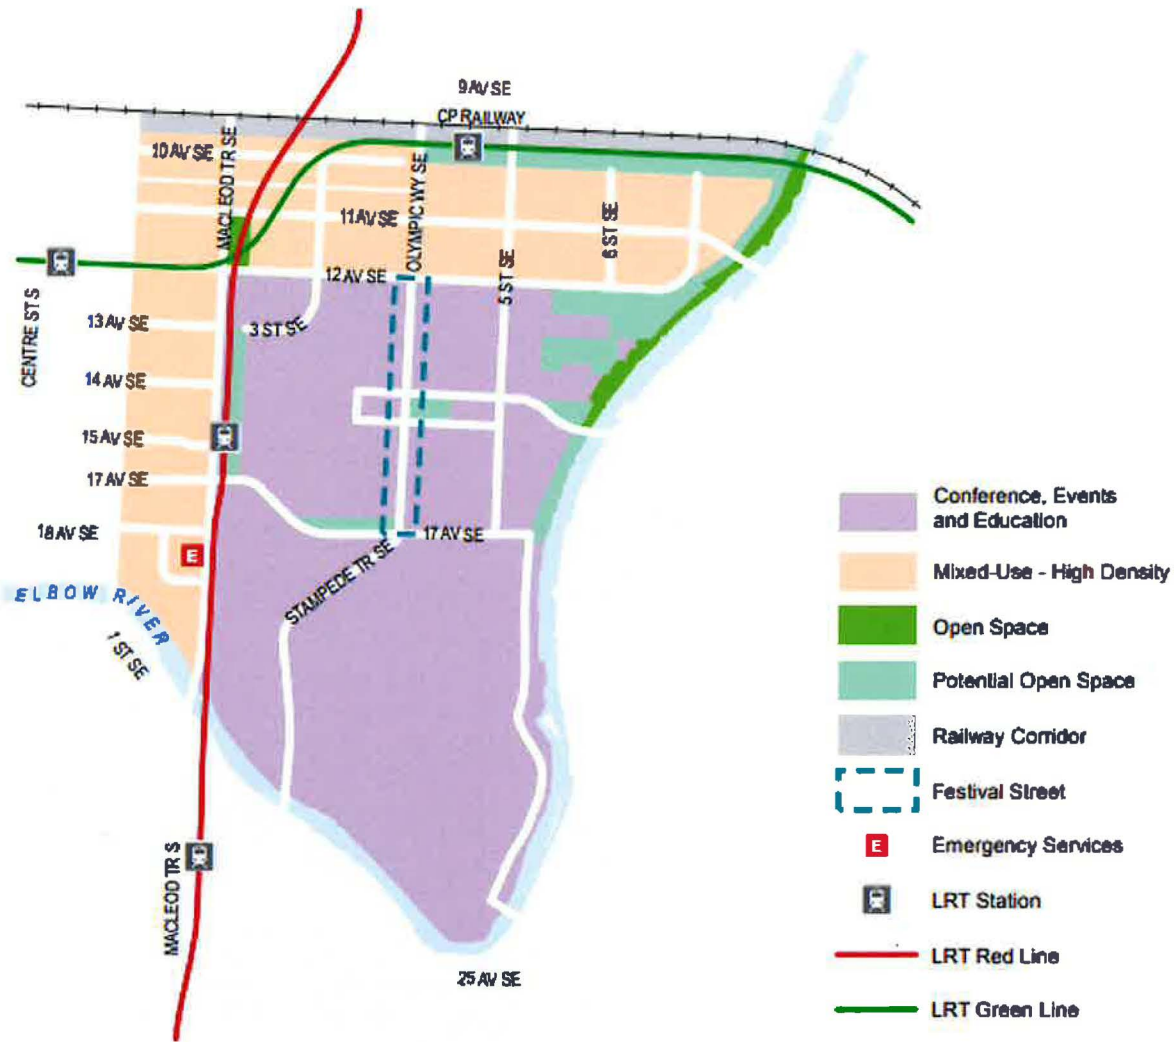 9 AV SE
CP RAILWAY
10 AV SE
MACLEOD TR SE
OLYMPIC WY SE
11 AV SE
6 ST SE
12 AV SE
5 ST SE
CENTRE ST S
13 AV SE
3 ST SE
14 AV SE
15 AV SE
17 AV SE
18 AV SE
17 AV SE
E
STAMPEDE TR SE
ELBOW RIVER
1 ST SE
MACLEOD TR S
25 AV SE
Conference, Events
and Education
Mixed-Use - High Density
Open Space
Potential Open Space
Railway Corridor
Festival Street
E
Emergency Services
LRT Station
LRT Red Line
LRT Green Line